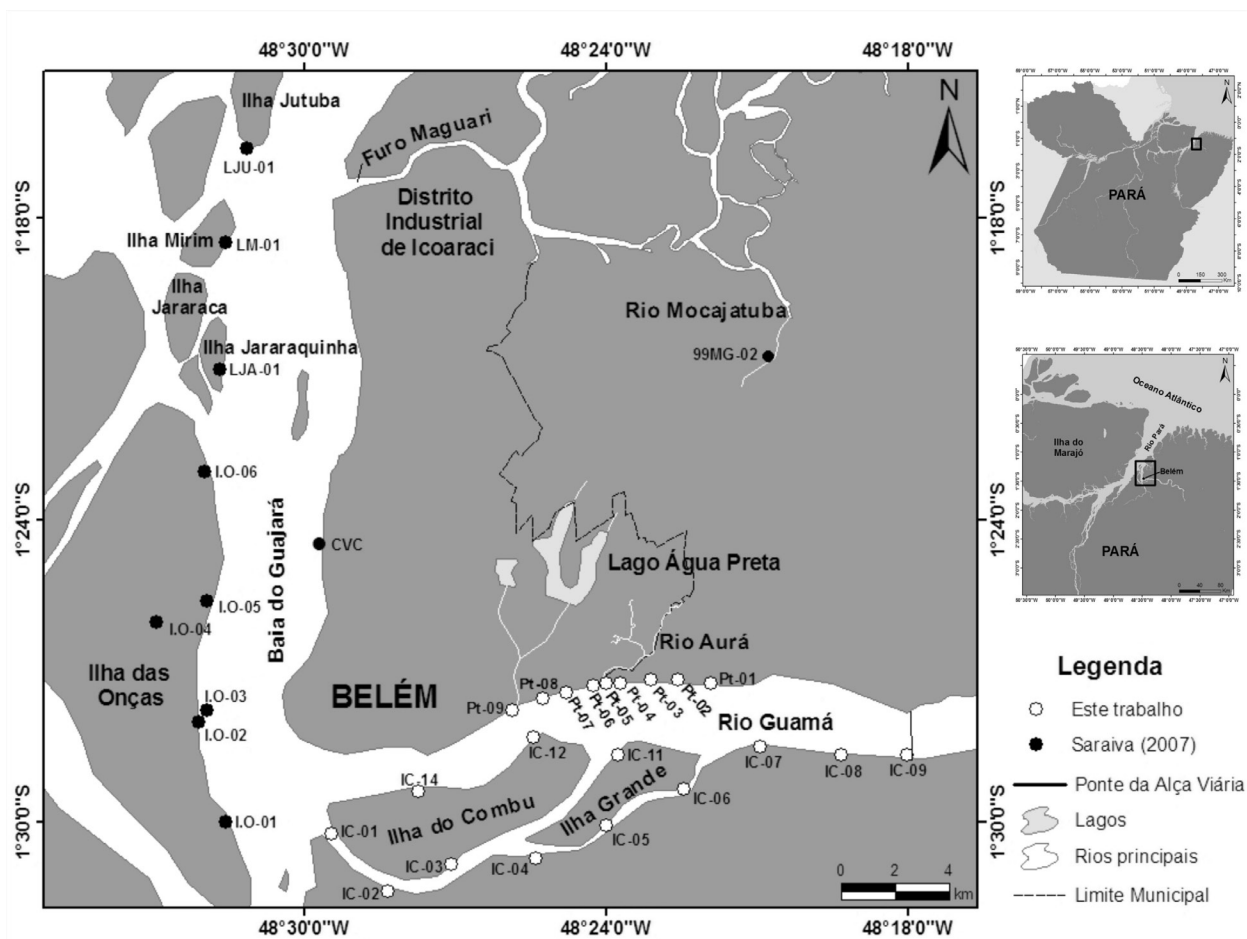 48°30'0"W
48°24'0"W
48°18'0"W
1°18'0"S
1°24'0"S
1°30'0"S
Ilha Jutuba
LJU-01
Furo Maguari
N
Distrito
Industrial
de Icoaraci
Ilha Mirim
LM-01
Ilha
Jararaca
Ilha Jararaquinha
LJA-01
Rio Mocajatuba
99MG-02
I.O-06
Baia do Guajará
CVC
Lago Água Preta
I.O-05
I.O-04
Ilha das
Onças
I.O-03
I.O-02
BELÉM
Rio Aurá
Pt-09
Pt-08
Pt-07
Pt-06
Pt-05
Pt-04
Pt-03
Pt-02
Pt-01
Rio Guamá
IC-12
IC-11
IC-07
IC-08
IC-09
IC-14
Ilha do Combu
Ilha Grande
IC-06
IC-05
IC-01
I.O-01
IC-03
IC-04
IC-02
0 2 4
km
1°18'0"S
1°24'0"S
1°30'0"S
48°30'0"W
48°24'0"W
48°18'0"W
N
PARÁ
0 150 300
Km
N
Oceano Atlântico
Ilha do
Marajó
Rio Pará
Belém
PARÁ
0 40 80
Km
Legenda
Este trabalho
Saraiva (2007)
Ponte da Alça Viária
Lagos
Rios principais
Limite Municipal